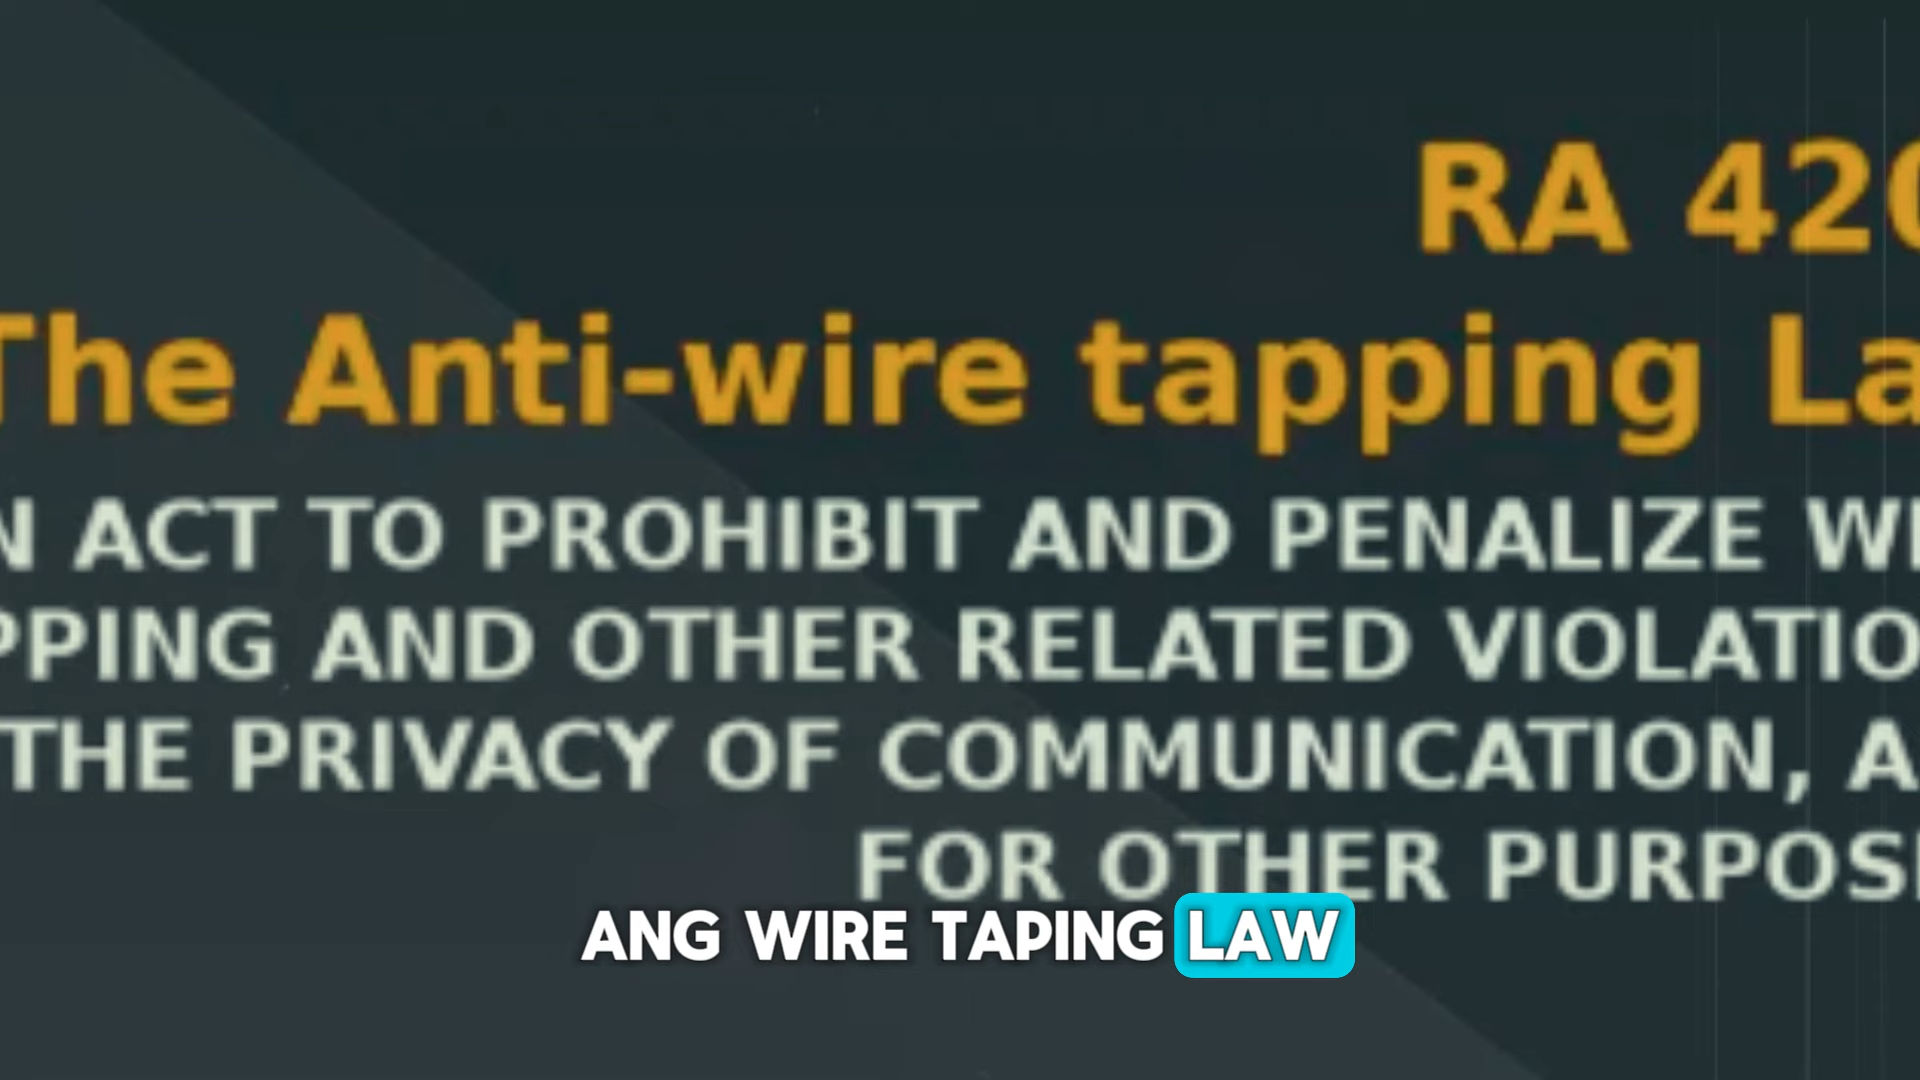 RA 420
The Anti-wire tapping La
N ACT TO PROHIBIT AND PENALIZE WI
PPING AND OTHER RELATED VIOLATIO
THE PRIVACY OF COMMUNICATION, A
FOR OTHER PURPOS
ANG WIRE TAPING LAW